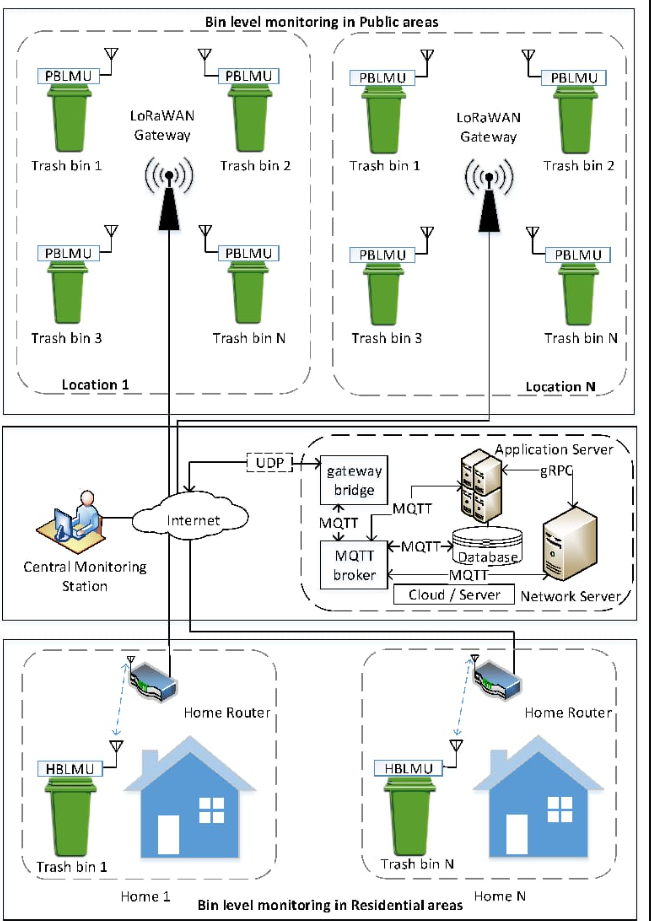 Bin level monitoring in Public areas
PBLMU
PBLMU
LoRaWAN
Gateway
Trash bin 1
Trash bin 2
PBLMU
PBLMU
Trash bin 3
Trash bin N
Location 1
PBLMU
PBLMU
LoRaWAN
Gateway
Trash bin 1
Trash bin 2
PBLMU
PBLMU
Trash bin 3
Trash bin N
Location N
Central Monitoring
Station
Internet
UDP
gateway
bridge
MQTT
MQTT
broker
MQTT
MQTT
MQTT
Application Server
gRPC
Database
Network Server
Cloud / Server
Home Router
HBLMU
Trash bin 1
Home 1
Home Router
HBLMU
Trash bin N
Home N
Bin level monitoring in Residential areas